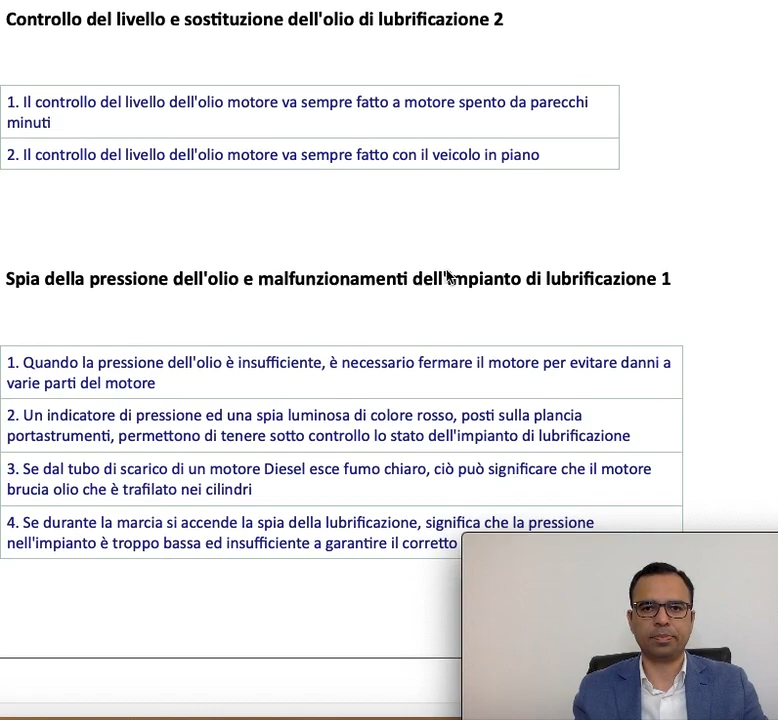 Controllo del livello e sostituzione dell'olio di lubrificazione 2
1. Il controllo del livello dell'olio motore va sempre fatto a motore spento da parecchi
minuti
2. Il controllo del livello dell'olio motore va sempre fatto con il veicolo in piano
Spia della pressione dell'olio e malfunzionamenti dell'impianto di lubrificazione 1
1. Quando la pressione dell'olio è insufficiente, è necessario fermare il motore per evitare danni a
varie parti del motore
2. Un indicatore di pressione ed una spia luminosa di colore rosso, posti sulla plancia
portastrumenti, permettono di tenere sotto controllo lo stato dell'impianto di lubrificazione
3. Se dal tubo di scarico di un motore Diesel esce fumo chiaro, ciò può significare che il motore
brucia olio che è trafilato nei cilindri
4. Se durante la marcia si accende la spia della lubrificazione, significa che la pressione
nell'impianto è troppo bassa ed insufficiente a garantire il corretto